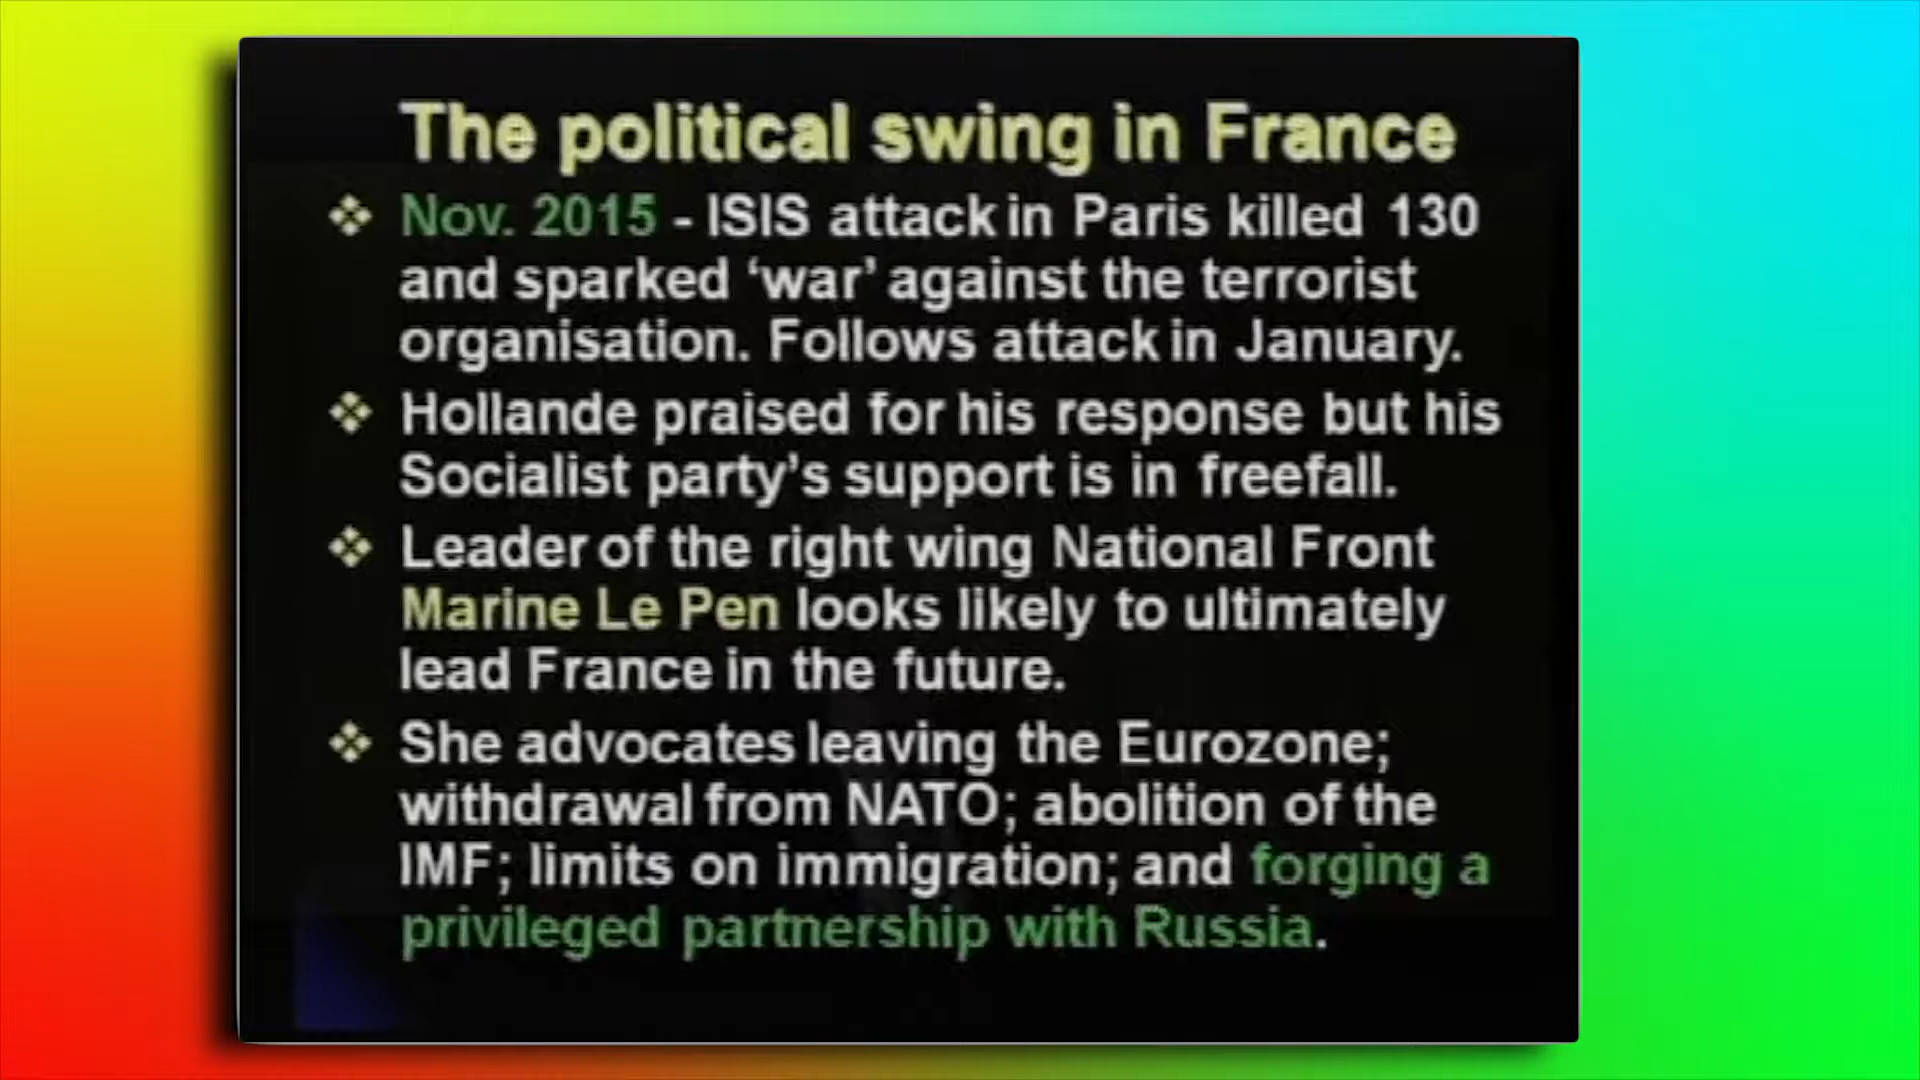 The political swing in France
❖ Nov. 2015 - ISIS attack in Paris killed 130
and sparked ‘war’ against the terrorist
organisation. Follows attack in January.
❖ Hollande praised for his response but his
Socialist party’s support is in freefall.
❖ Leader of the right wing National Front
Marine Le Pen looks likely to ultimately
lead France in the future.
❖ She advocates leaving the Eurozone;
withdrawal from NATO; abolition of the
IMF; limits on immigration; and forging a
privileged partnership with Russia.